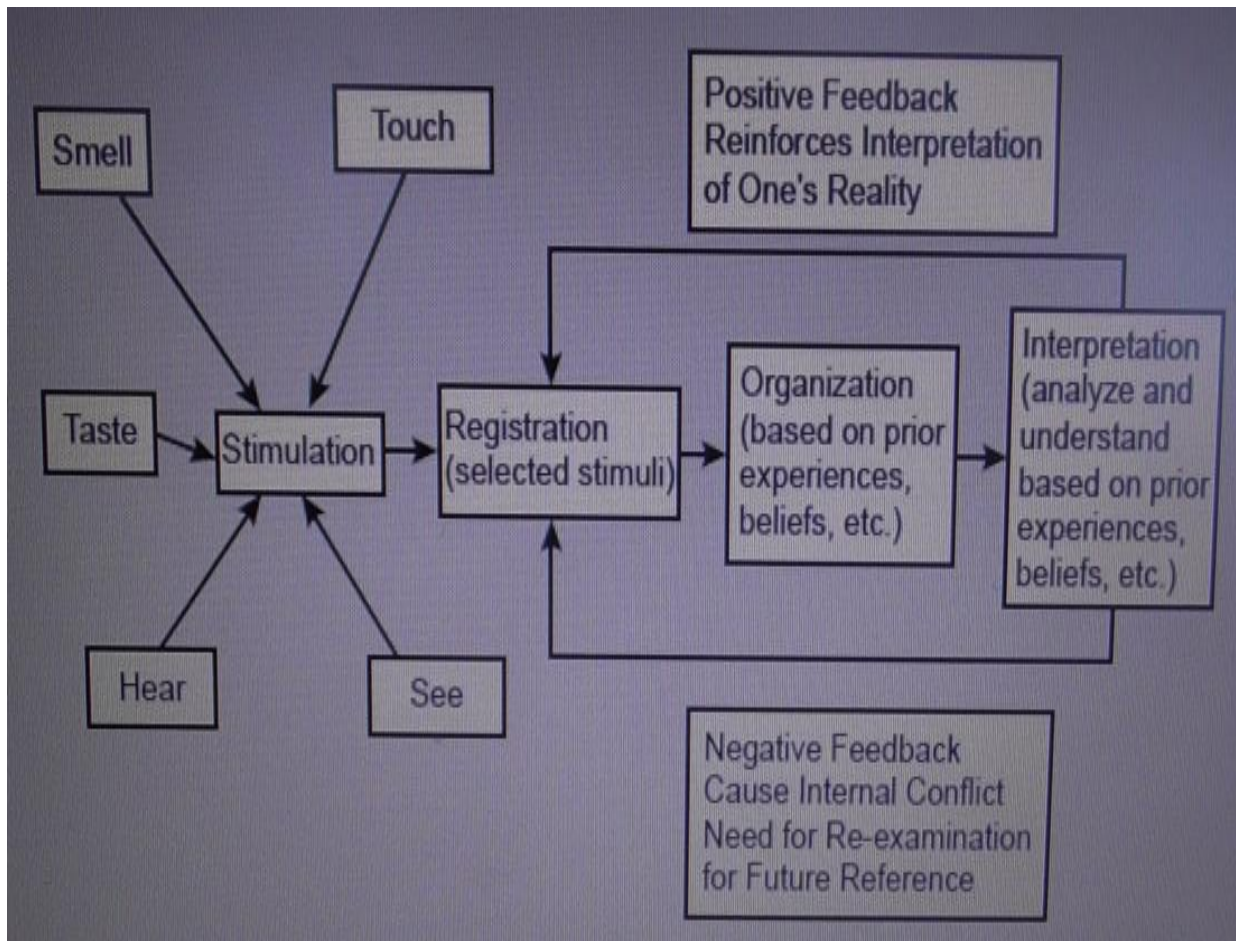 Smell
Touch
Positive Feedback
Reinforces Interpretation
of One's Reality
Taste
Stimulation
Registration
(selected stimuli)
Organization
(based on prior
experiences,
beliefs, etc.)
Interpretation
(analyze and
understand
based on prior
experiences,
beliefs, etc.)
Hear
See
Negative Feedback
Cause Internal Conflict
Need for Re-examination
for Future Reference